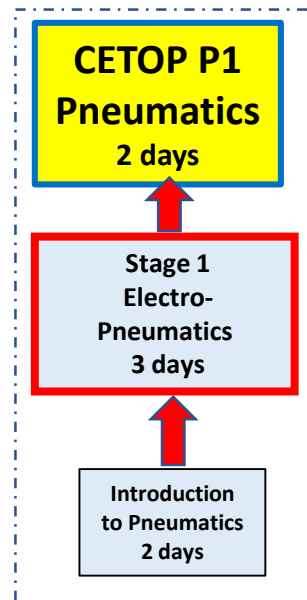 CETOP P1
Pneumatics
2 days
Stage 1
Electro-
Pneumatics
3 days
Introduction
to Pneumatics
2 days